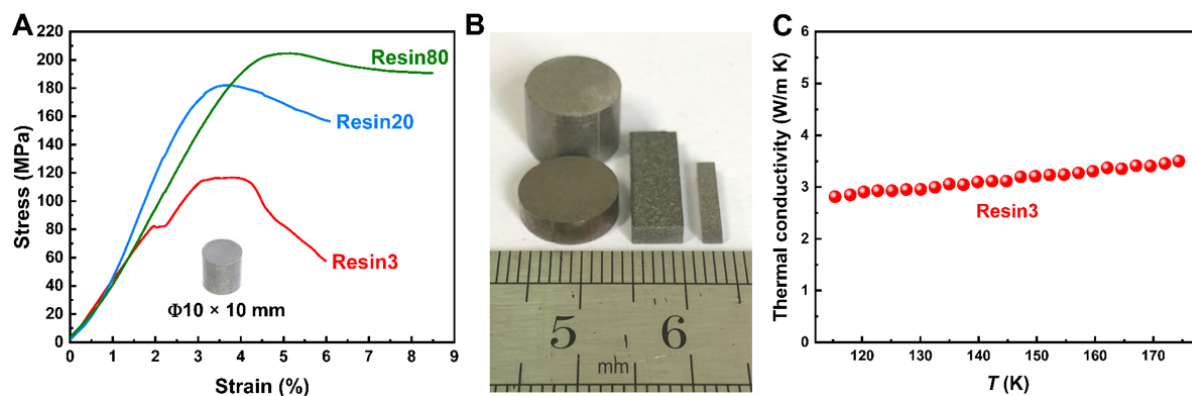 A
Stress (MPa)
220
200
180
160
140
120
100
80
60
40
20
0
Resin80
Resin20
Resin3
Φ10 × 10 mm
0 1 2 3 4 5 6 7 8 9
Strain (%)
B
5 6
mm
C
Thermal conductivity (W/m K)
6
5
4
3
2
1
0
Resin3
120 130 140 150 160 170
T (K)